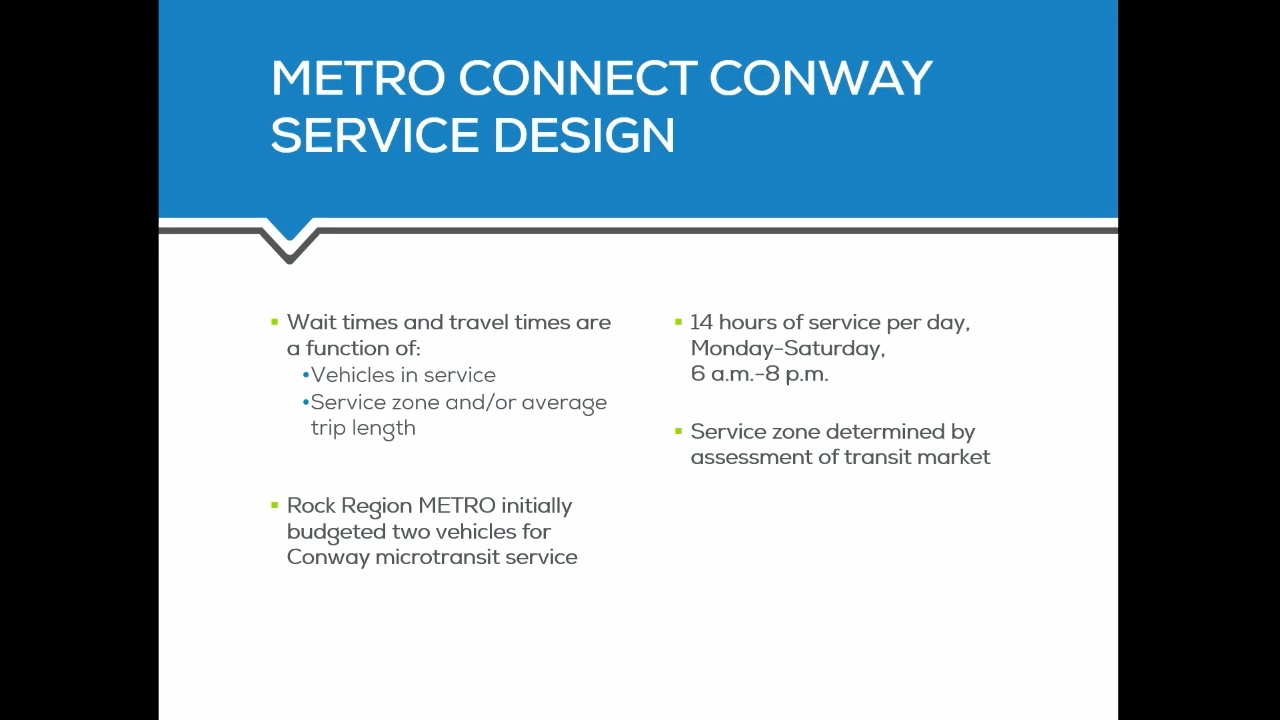 METRO CONNECT CONWAY
SERVICE DESIGN
▪ Wait times and travel times are
a function of:
•Vehicles in service
•Service zone and/or average
trip length
▪ Rock Region METRO initially
budgeted two vehicles for
Conway microtransit service
▪ 14 hours of service per day,
Monday-Saturday,
6 a.m.-8 p.m.
▪ Service zone determined by
assessment of transit market